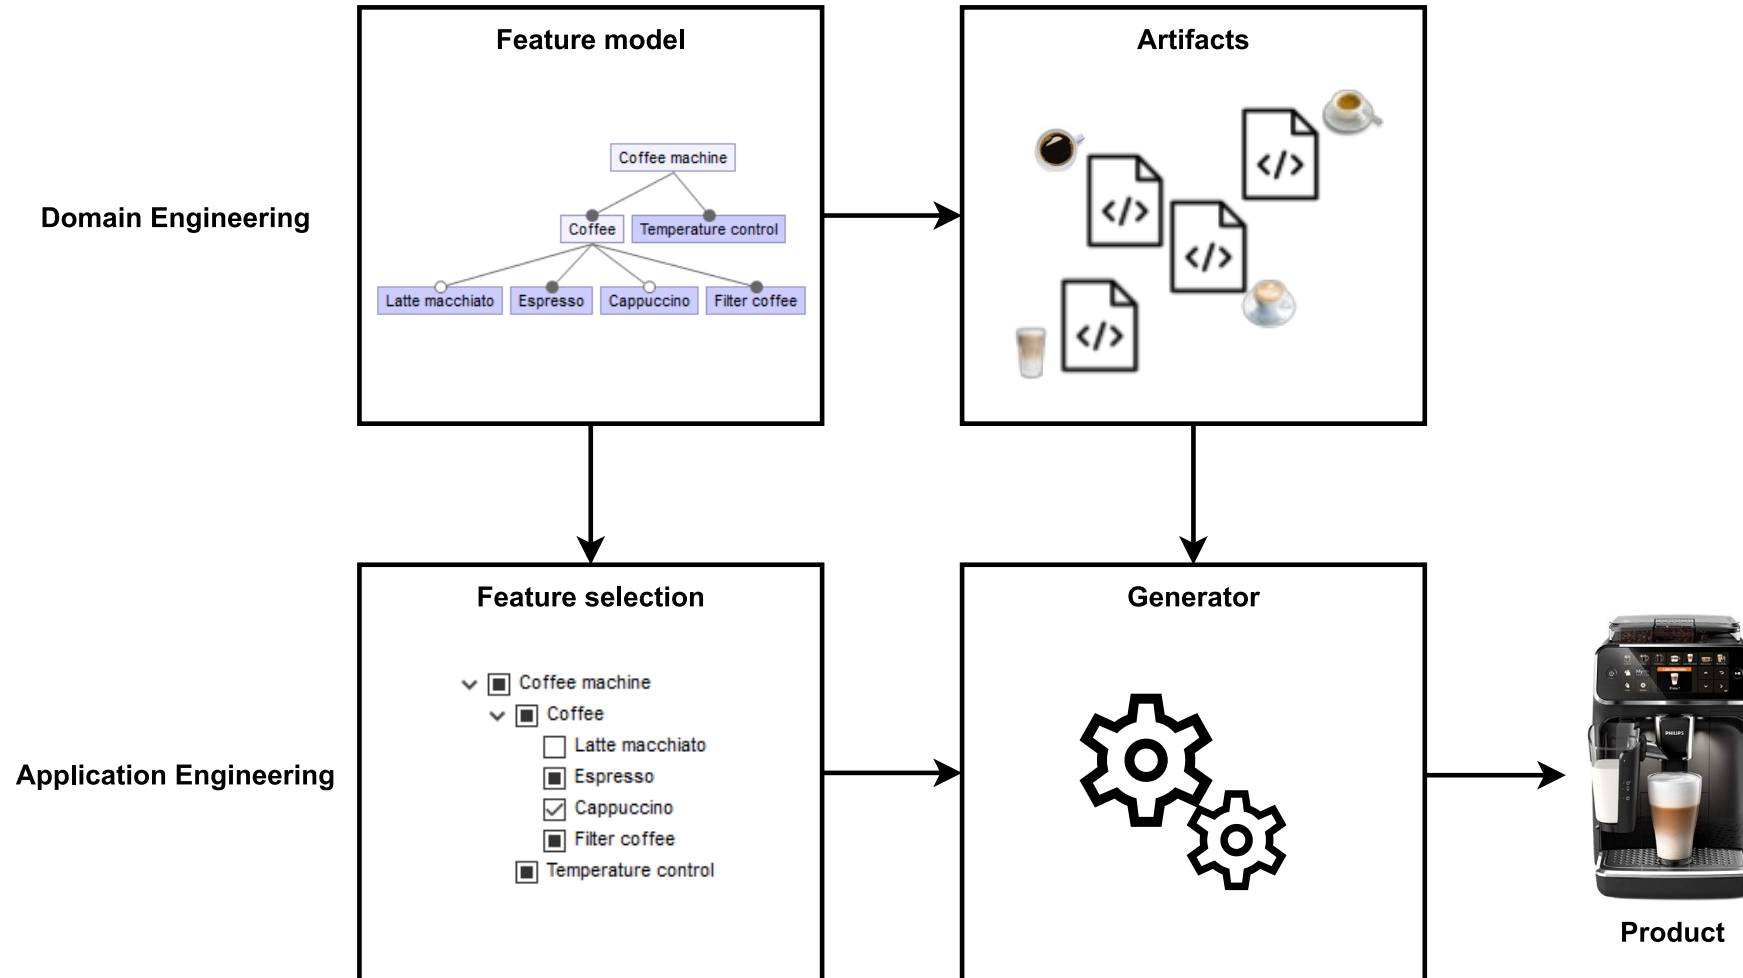 Feature model
Artifacts
Domain Engineering
Coffee machine
Coffee
Temperature control
Latte macchiato
Espresso
Cappuccino
Filter coffee
</>
</>
</>
</>
Feature selection
Generator
Application Engineering
Coffee machine
Coffee
Latte macchiato
Espresso
Cappuccino
Filter coffee
Temperature control
PHILIPS
Product